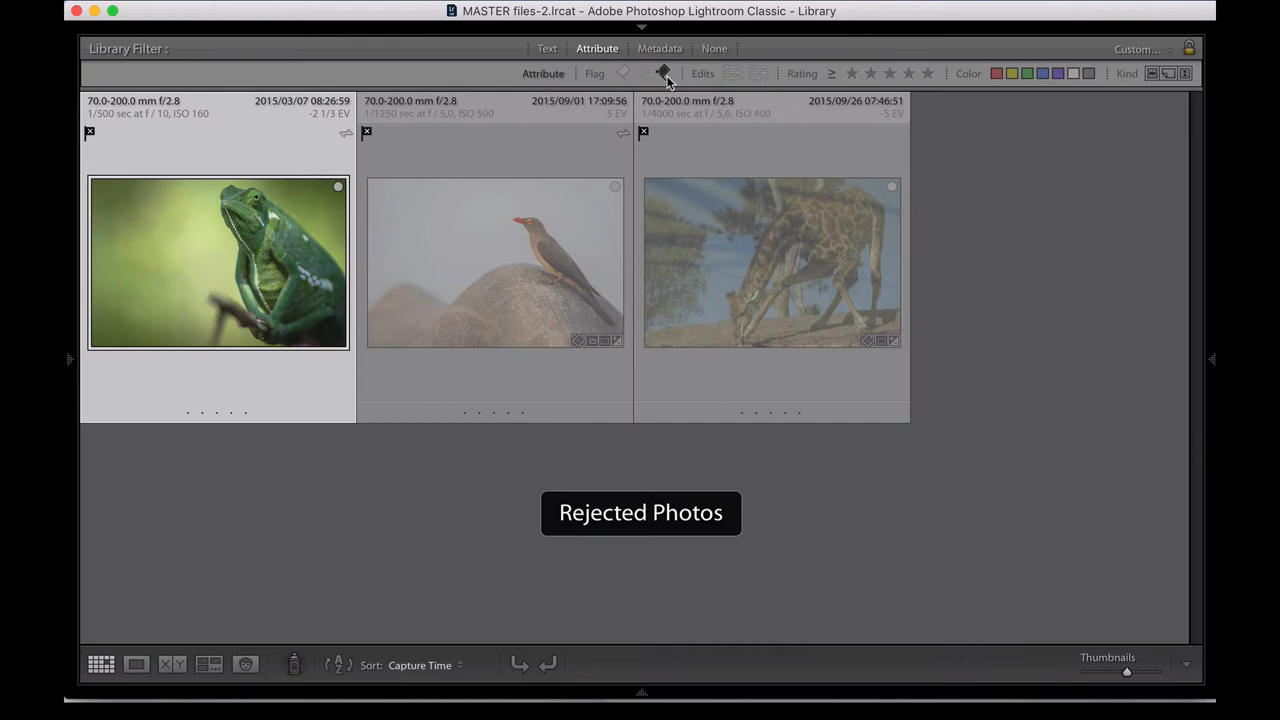 MASTER files-2.lrcat - Adobe Photoshop Lightroom Classic - Library
Library Filter :
Text Attribute Metadata None
Custom...
Attribute Flag Edits Rating ≥ Color Kind
70.0-200.0 mm f/2.8 2015/03/07 08:26:59
1/500 sec at f / 10, ISO 160 -2 1/3 EV
70.0-200.0 mm f/2.8 2015/09/01 17:09:56
1/1250 sec at f / 5,0, ISO 500 -5 EV
70.0-200.0 mm f/2.8 2015/09/26 07:46:51
1/4000 sec at f / 5,6, ISO 400 -5 EV
Rejected Photos
XY
Sort: Capture Time
Thumbnails